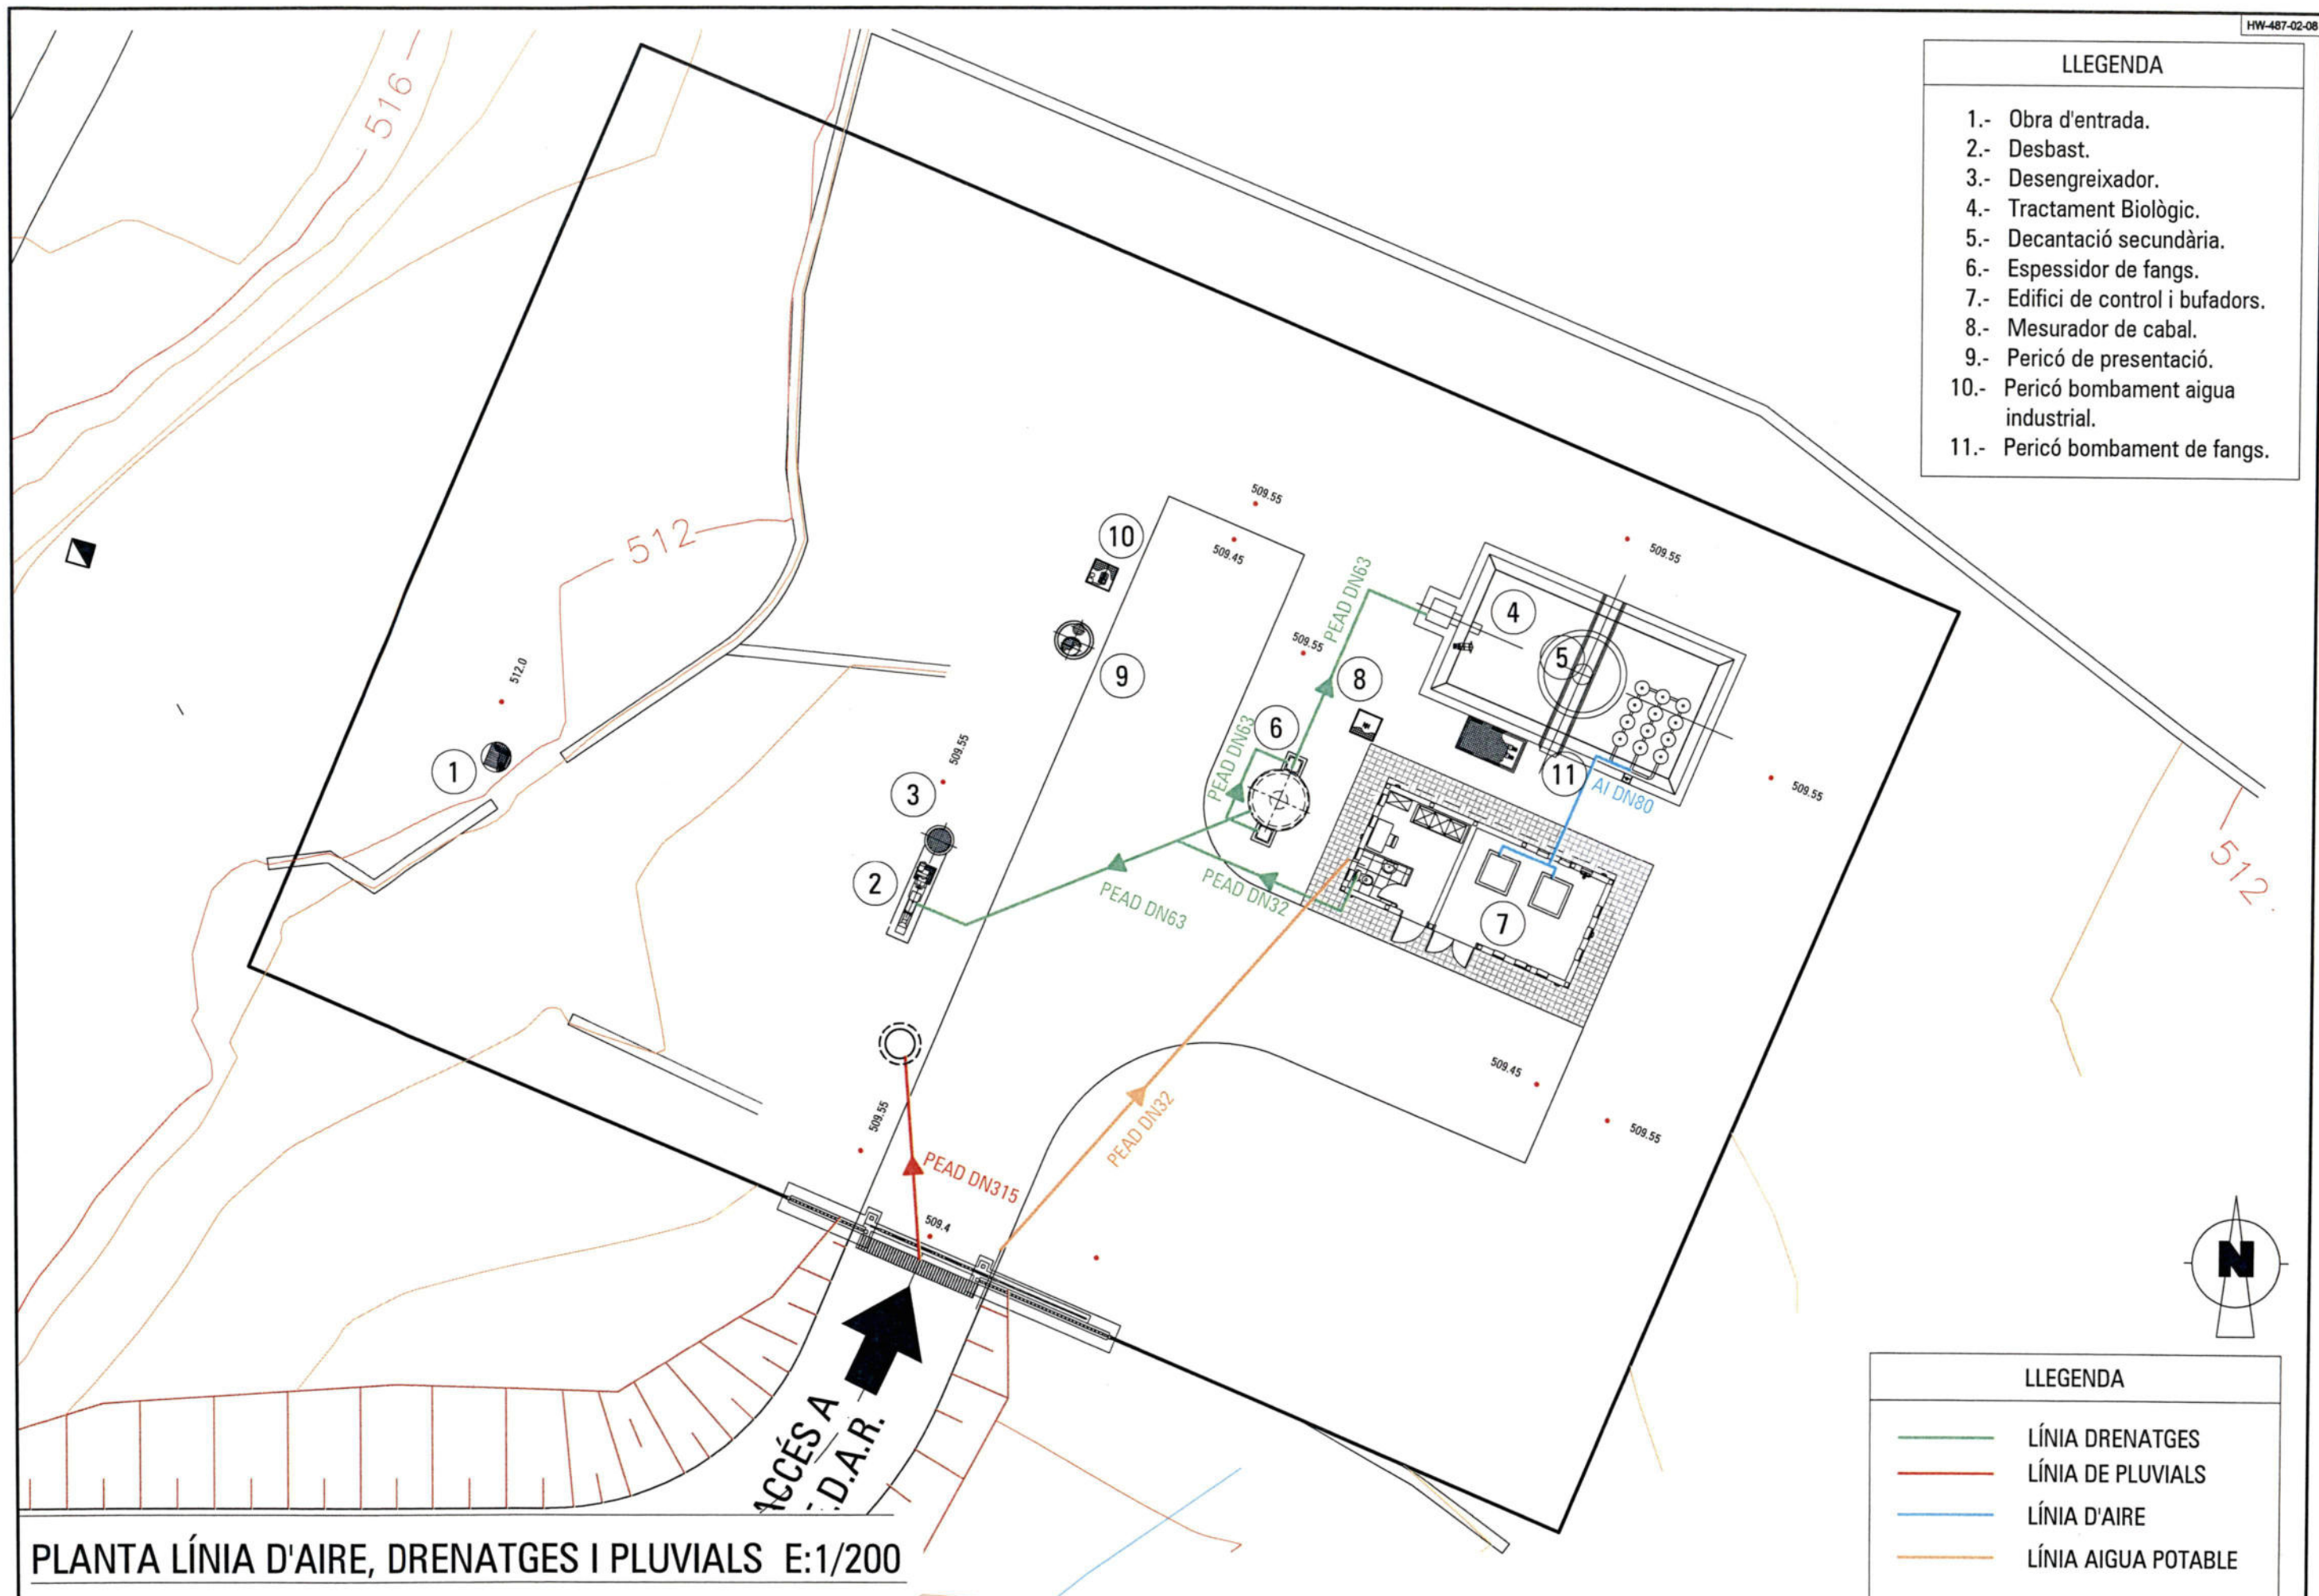 HW-487-02-08
LLEGENDA
1.- Obra d'entrada.
2.- Desbast.
3.- Desengreixador.
4.- Tractament Biològic.
5.- Decantació secundària.
6.- Espessidor de fangs.
7.- Edifici de control i bufadors.
8.- Mesurador de cabal.
9.- Pericó de presentació.
10.- Pericó bombament aigua
industrial.
11.- Pericó bombament de fangs.
516
512
509.55
509.45
10
509.55
PEAD DN63
4
509.55
5
9
8
512.0
6
PEAD DN63
1
509.55
3
11
AI DN80
509.55
512
2
PEAD DN63
PEAD DN32
7
509.45
509.55
509.55
PEAD DN32
PEAD DN315
509.4
N
ACCÉS A
E.D.A.R.
LLEGENDA
LÍNIA DRENATGES
LÍNIA DE PLUVIALS
LÍNIA D'AIRE
LÍNIA AIGUA POTABLE
PLANTA LÍNIA D'AIRE, DRENATGES I PLUVIALS E:1/200